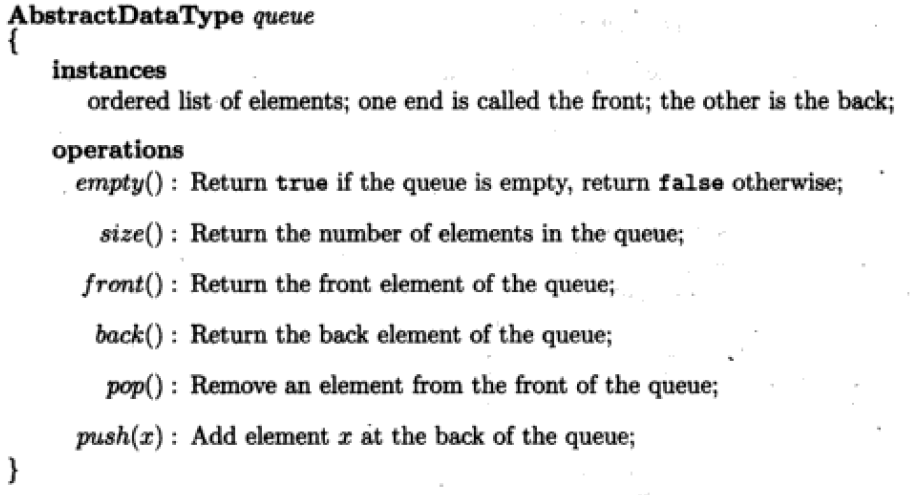 AbstractDataType queue
{
instances
ordered list of elements; one end is called the front; the other is the back;
operations
empty() : Return true if the queue is empty, return false otherwise;
size() : Return the number of elements in the queue;
front() : Return the front element of the queue;
back() : Return the back element of the queue;
pop() : Remove an element from the front of the queue;
push(x) : Add element x at the back of the queue;
}